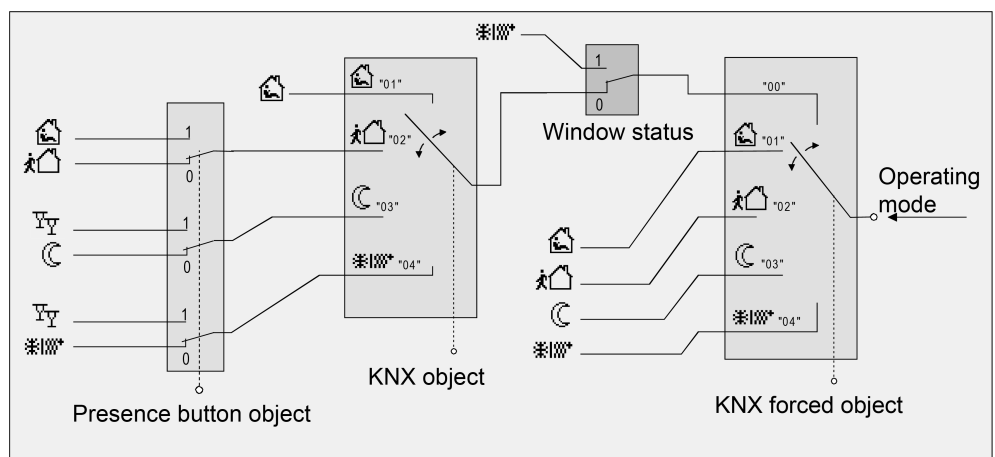 1
0
1
0
1
0
Presence button object
"01"
"02"
"03"
"04"
KNX object
1
0
Window status
"00"
"01"
"02"
"03"
"04"
KNX forced object
Operating
mode